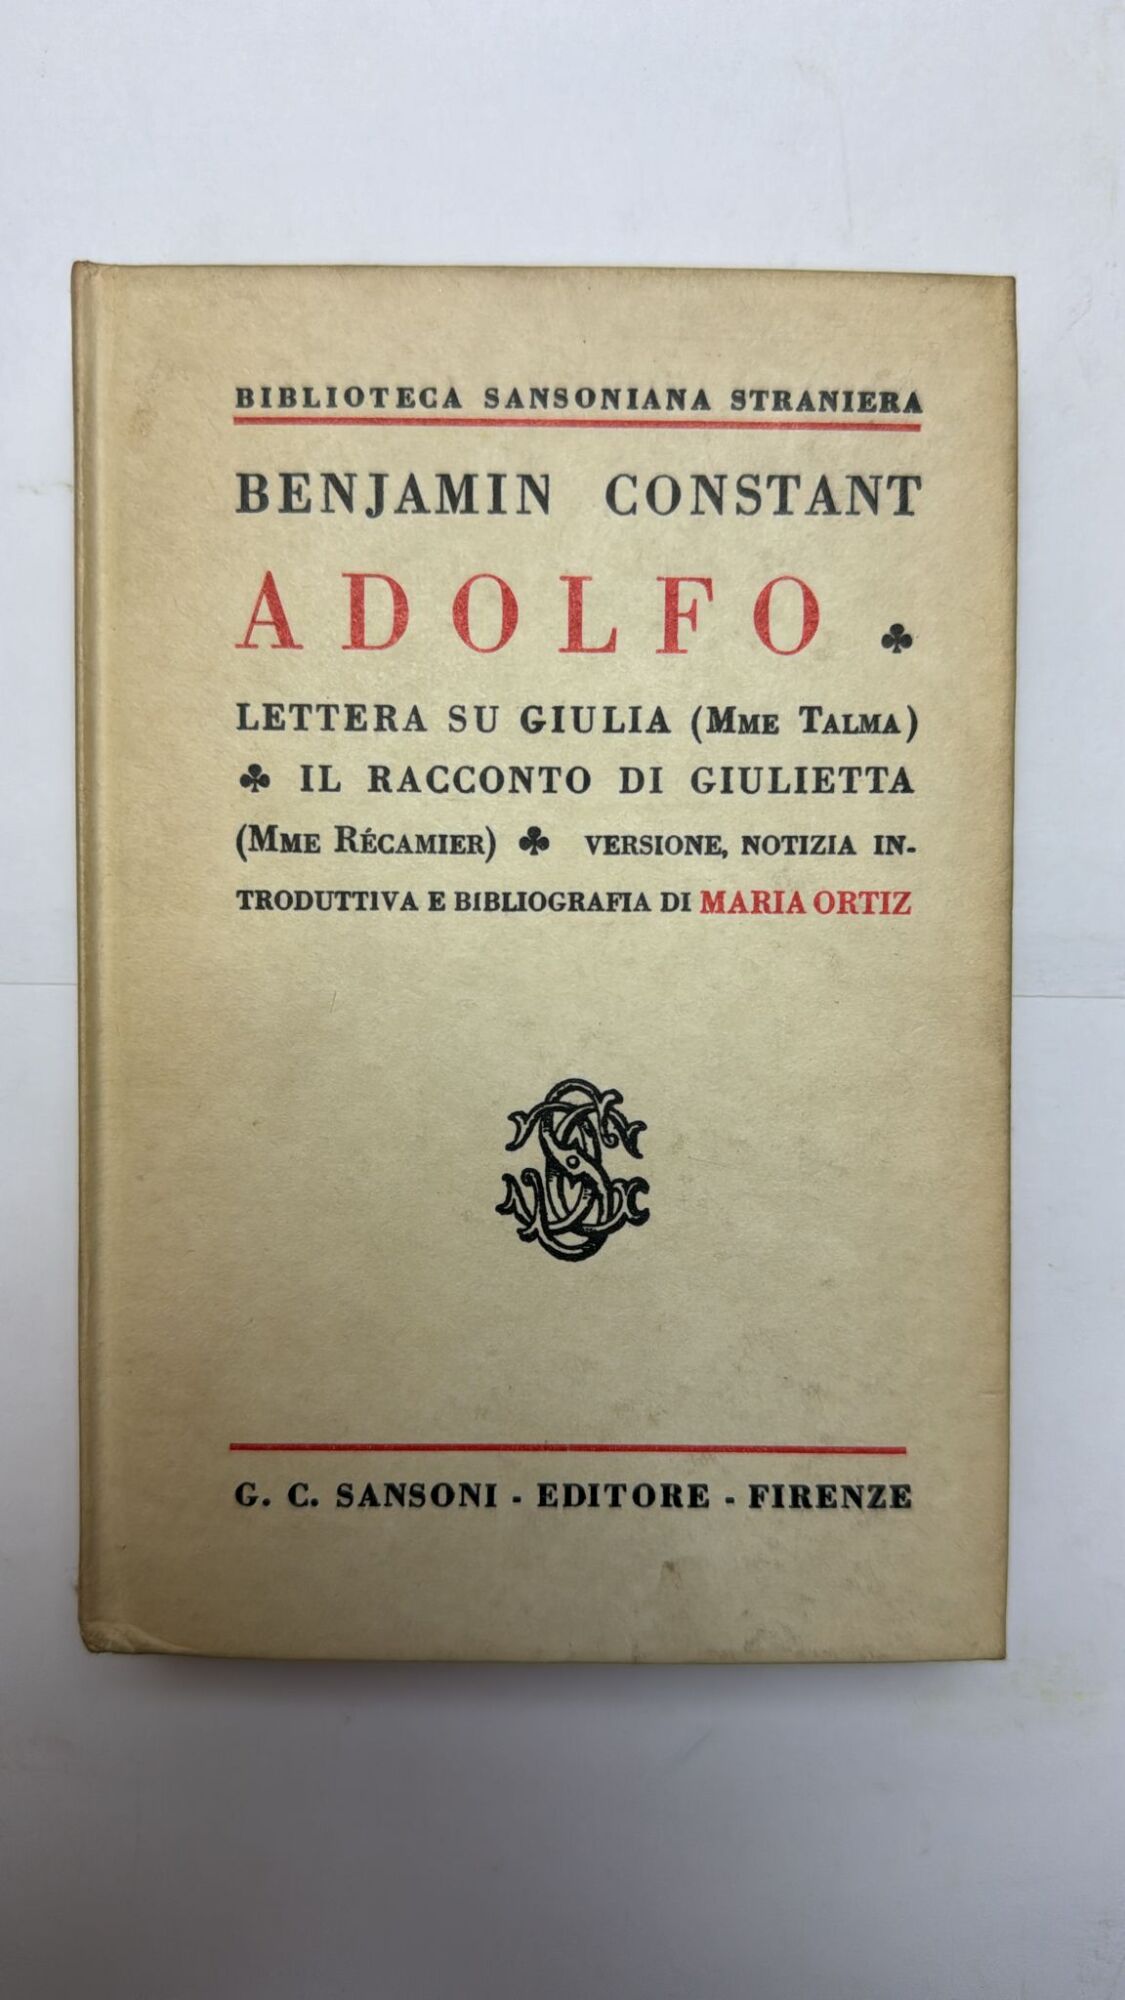 BIBLIOTECA SANSONIANA STRANIERA
BENJAMIN CONSTANT
ADOLFO ♣
LETTERA SU GIULIA (MME TALMA)
♣ IL RACCONTO DI GIULIETTA
(MME RÉCAMIER) ♣ VERSIONE, NOTIZIA IN-
TRODUTTIVA E BIBLIOGRAFIA DI MARIA ORTIZ
G. C. SANSONI - EDITORE - FIRENZE